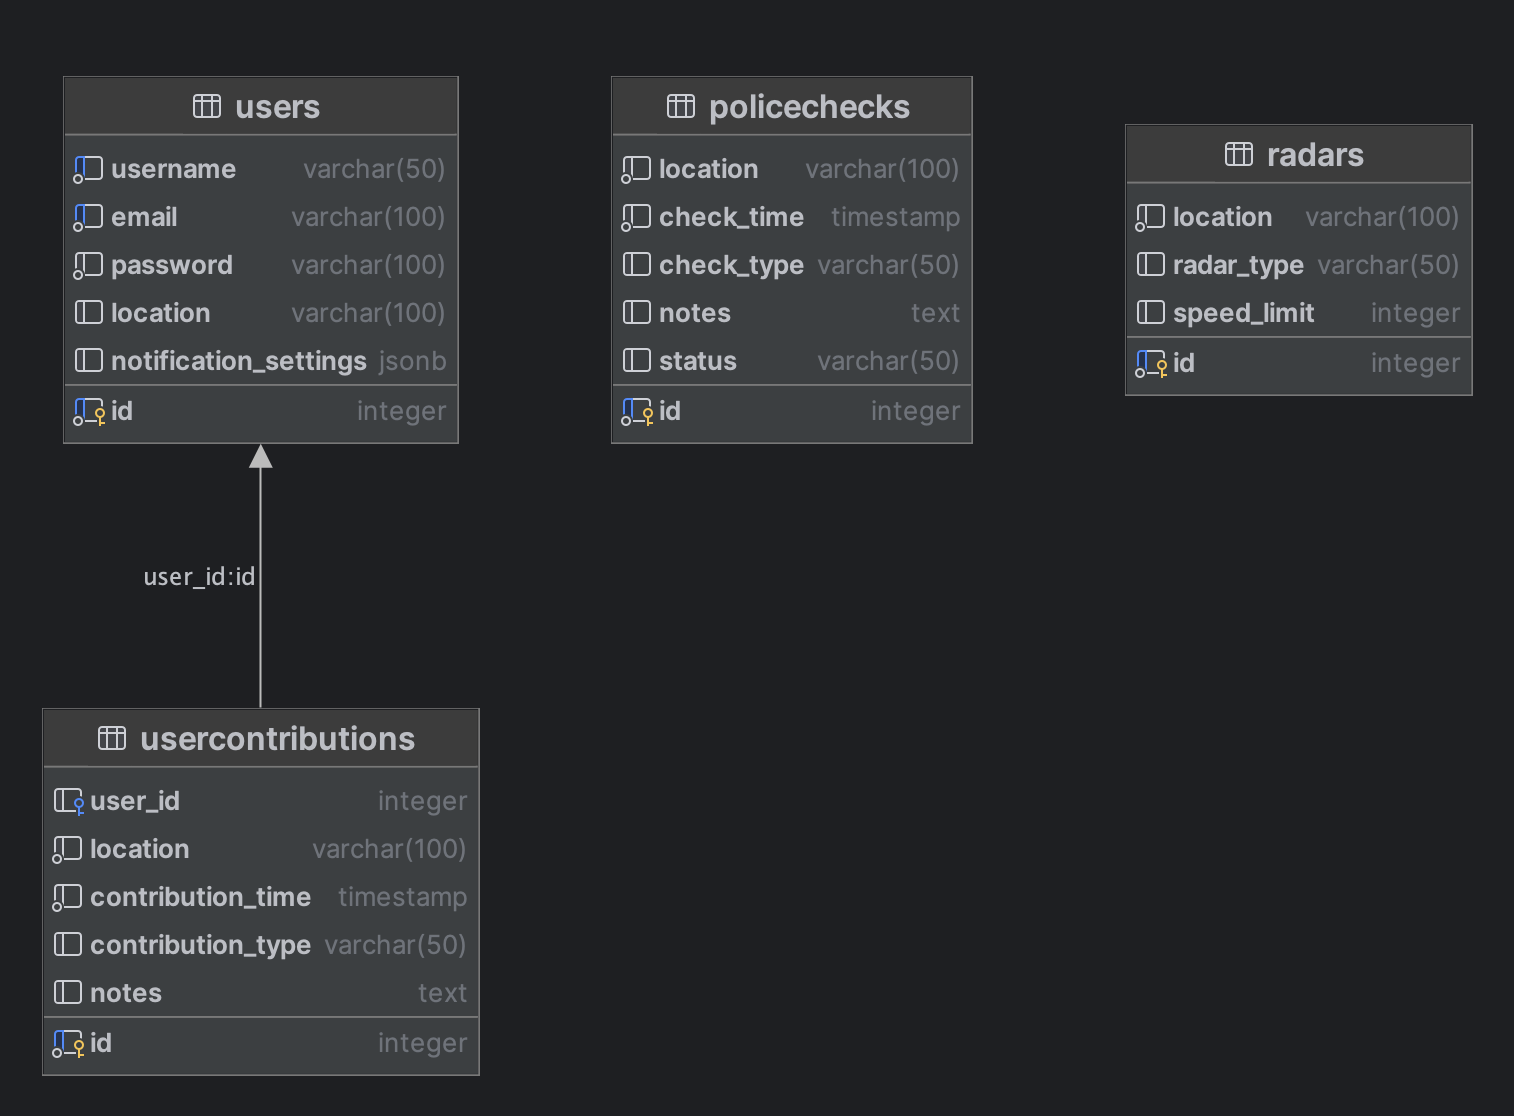 users
username varchar(50)
email varchar(100)
password varchar(100)
location varchar(100)
notification_settings jsonb
id integer
policechecks
location varchar(100)
check_time timestamp
check_type varchar(50)
notes text
status varchar(50)
id integer
radars
location varchar(100)
radar_type varchar(50)
speed_limit integer
id integer
user_id:id
usercontributions
user_id integer
location varchar(100)
contribution_time timestamp
contribution_type varchar(50)
notes text
id integer